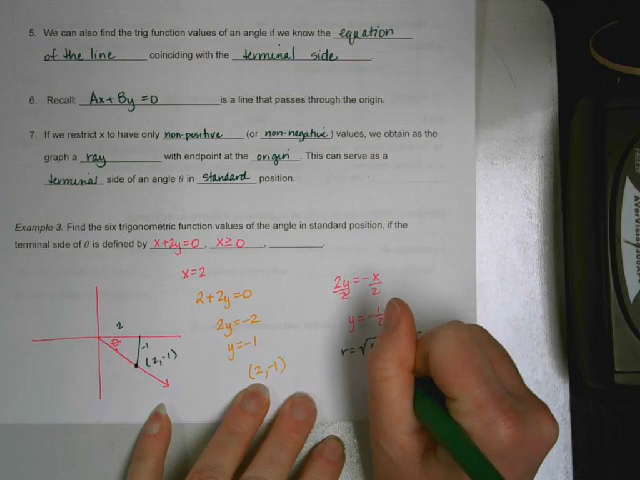 5. We can also find the trig function values of an angle if we know the equation
of the line coinciding with the terminal side.
6. Recall: Ax+By=0 is a line that passes through the origin.
7. If we restrict x to have only non-positive (or non-negative) values, we obtain as the
graph a ray with endpoint at the origin. This can serve as a
terminal side of an angle θ in standard position.
Example 3. Find the six trigonometric function values of the angle in standard position, if the
terminal side of θ is defined by x+2y=0, x≥0,
x=2
2+2y=0
2y=-2
y=-1
(2,-1)
2y/2=-x/2
y=-1/2
r=√
2
θ
-1
(2,-1)